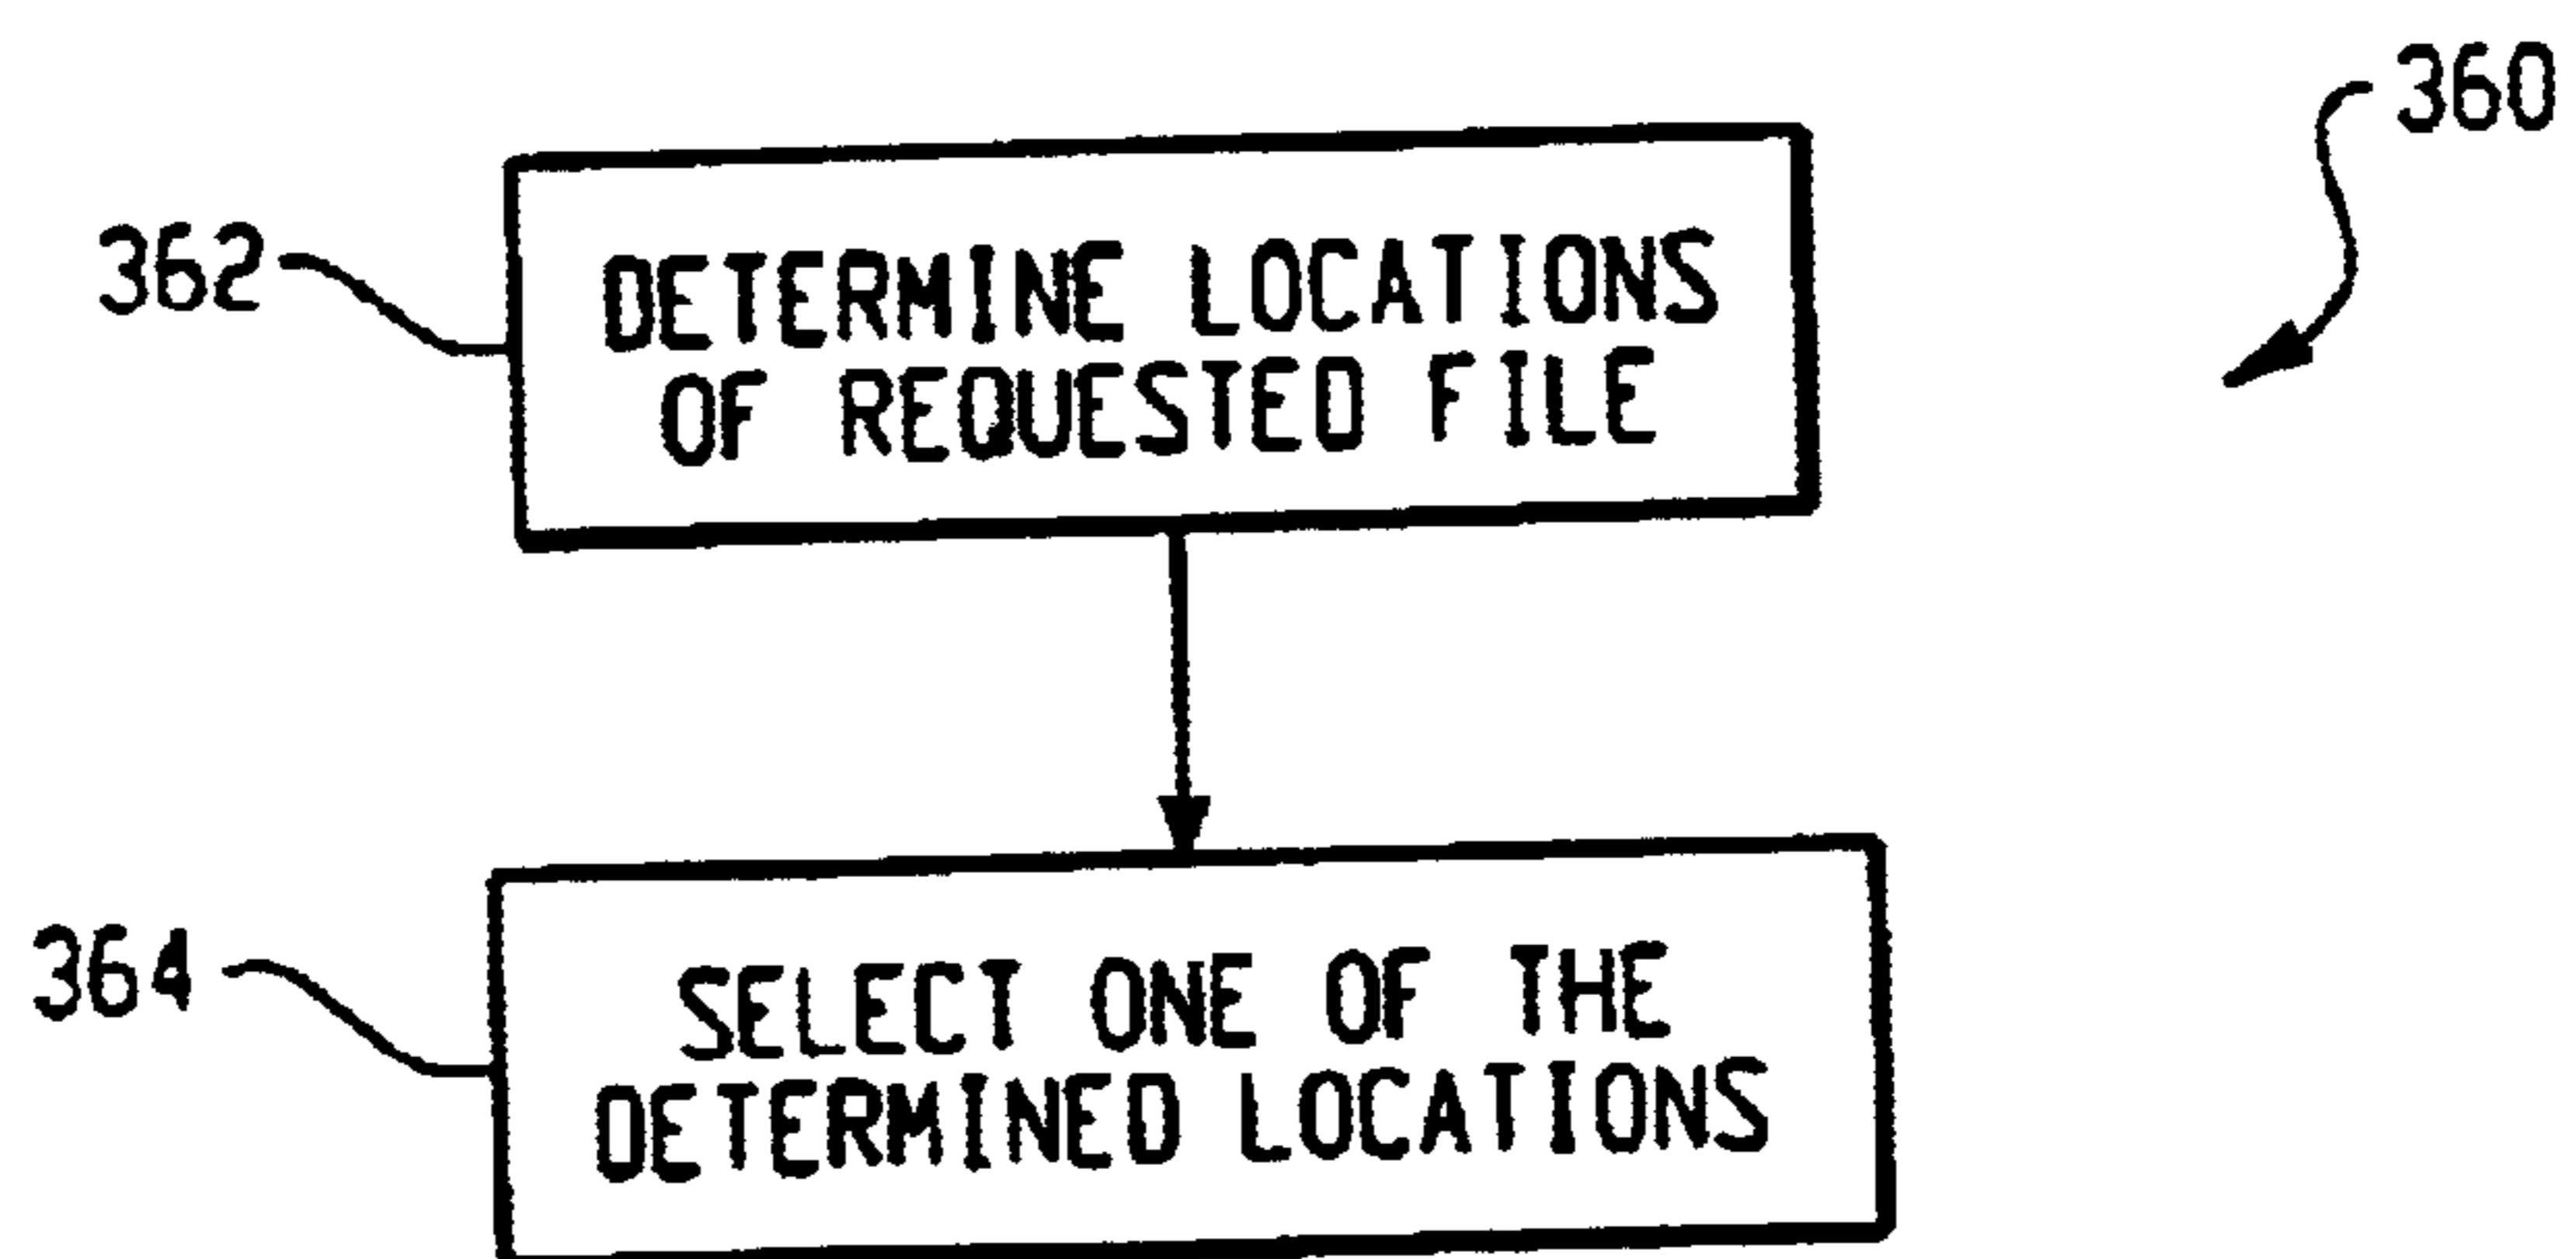 360
362
DETERMINE LOCATIONS
OF REQUESTED FILE
364
SELECT ONE OF THE
DETERMINED LOCATIONS